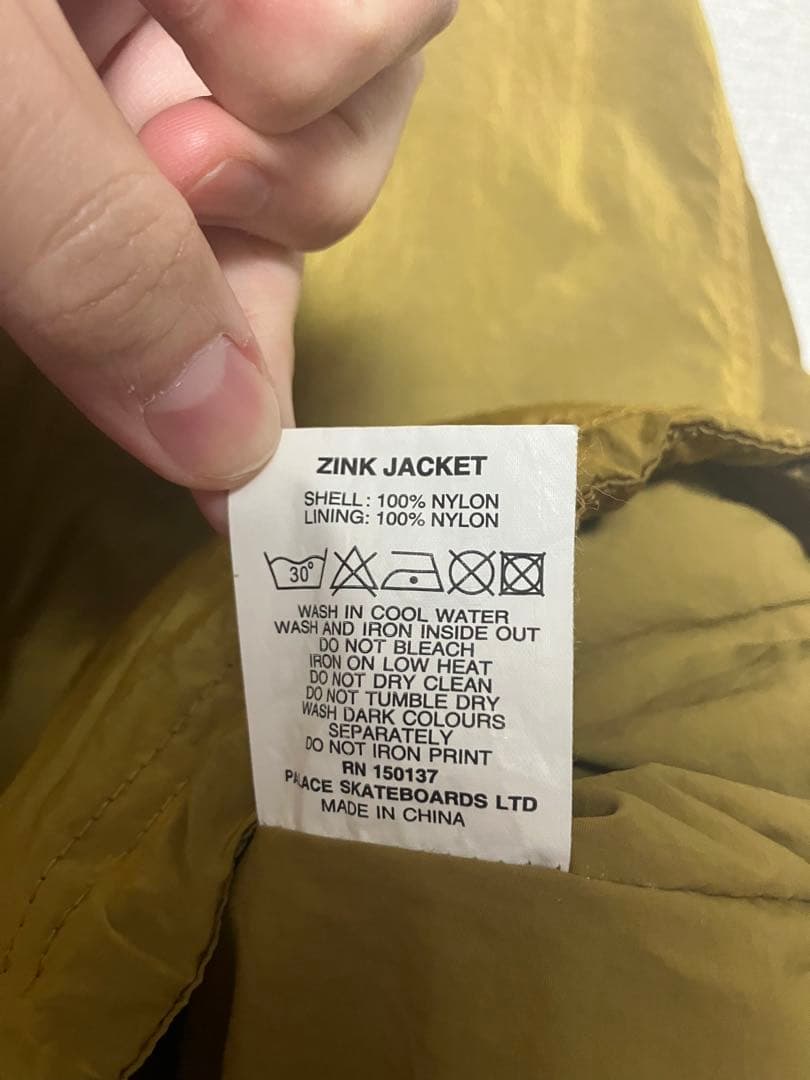 ZINK JACKET
SHELL: 100% NYLON
LINING: 100% NYLON
30°
WASH IN COOL WATER
WASH AND IRON INSIDE OUT
DO NOT BLEACH
IRON ON LOW HEAT
DO NOT DRY CLEAN
DO NOT TUMBLE DRY
WASH DARK COLOURS
SEPARATELY
DO NOT IRON PRINT
RN 150137
PALACE SKATEBOARDS LTD
MADE IN CHINA